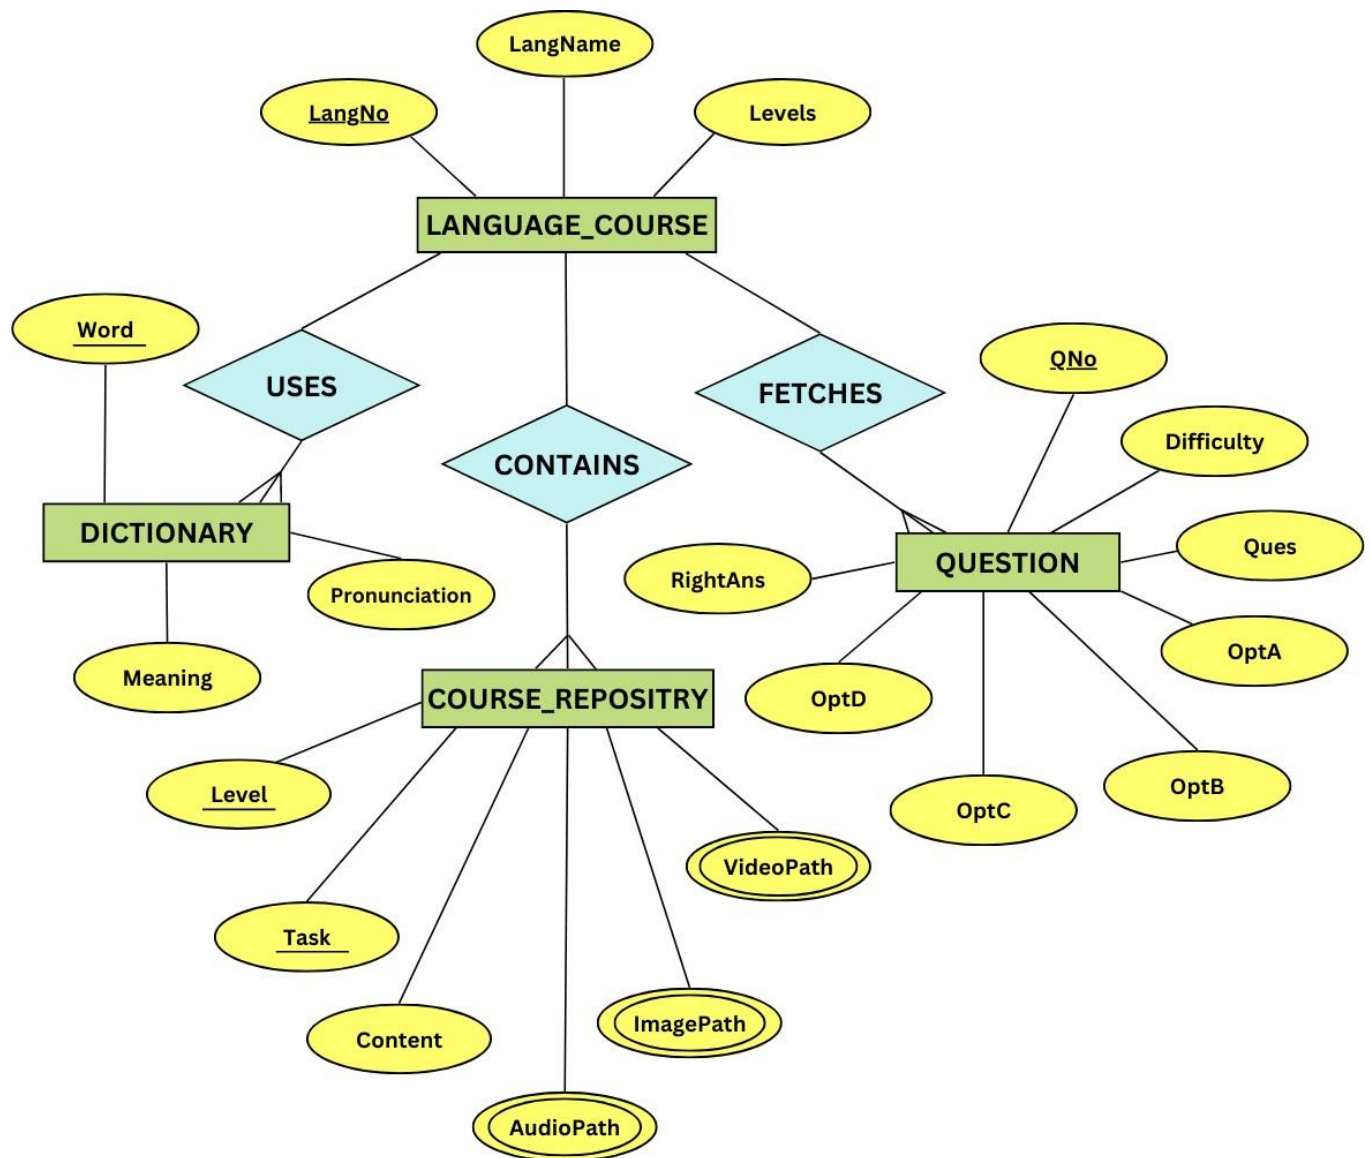 LangName
LangNo
Levels
LANGUAGE_COURSE
Word
QNo
USES
FETCHES
Difficulty
CONTAINS
DICTIONARY
Ques
QUESTION
RightAns
Pronunciation
OptA
Meaning
OptD
COURSE_REPOSITRY
OptB
Level
OptC
VideoPath
Task
ImagePath
Content
AudioPath